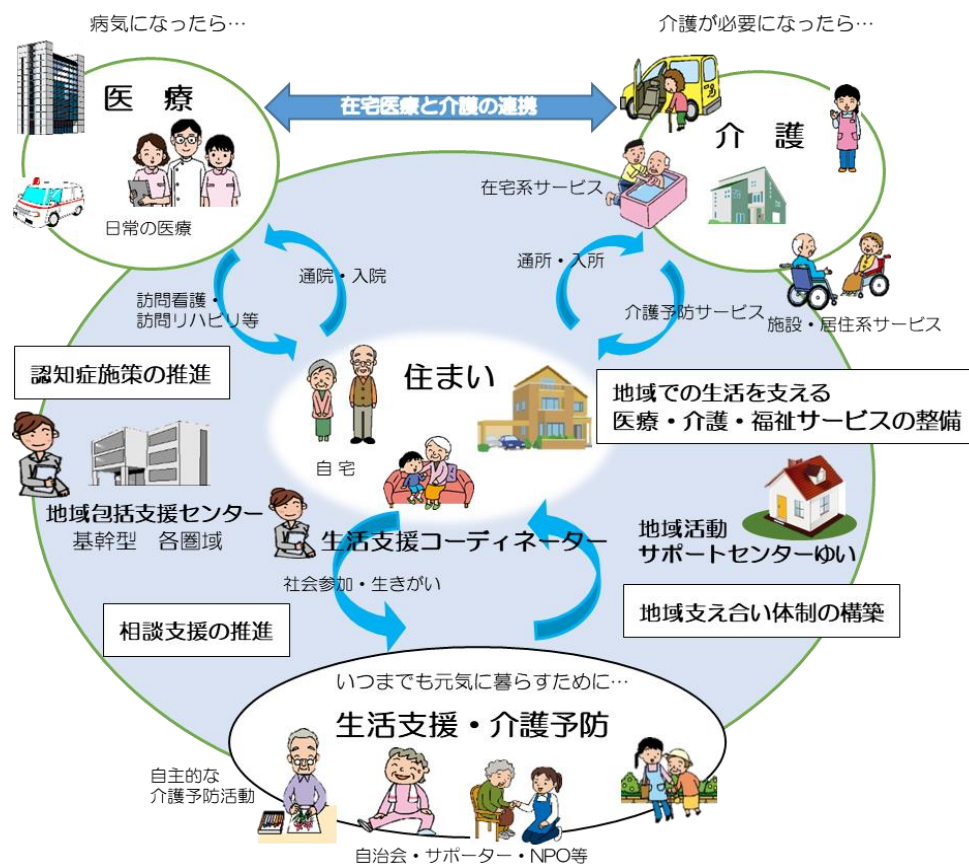 病気になったら…
介護が必要になったら…
医 療
在宅医療と介護の連携
介 護
在宅系サービス
日常の医療
通院・入院
通所・入所
訪問看護・
訪問リハビリ等
介護予防サービス
施設・居住系サービス
認知症施策の推進
住まい
地域での生活を支える
医療・介護・福祉サービスの整備
自宅
地域包括支援センター
基幹型 各圏域
生活支援コーディネーター
地域活動
サポートセンターゆい
社会参加・生きがい
相談支援の推進
地域支え合い体制の構築
いつまでも元気に暮らすために…
生活支援・介護予防
自主的な
介護予防活動
自治会・サポーター・NPO等